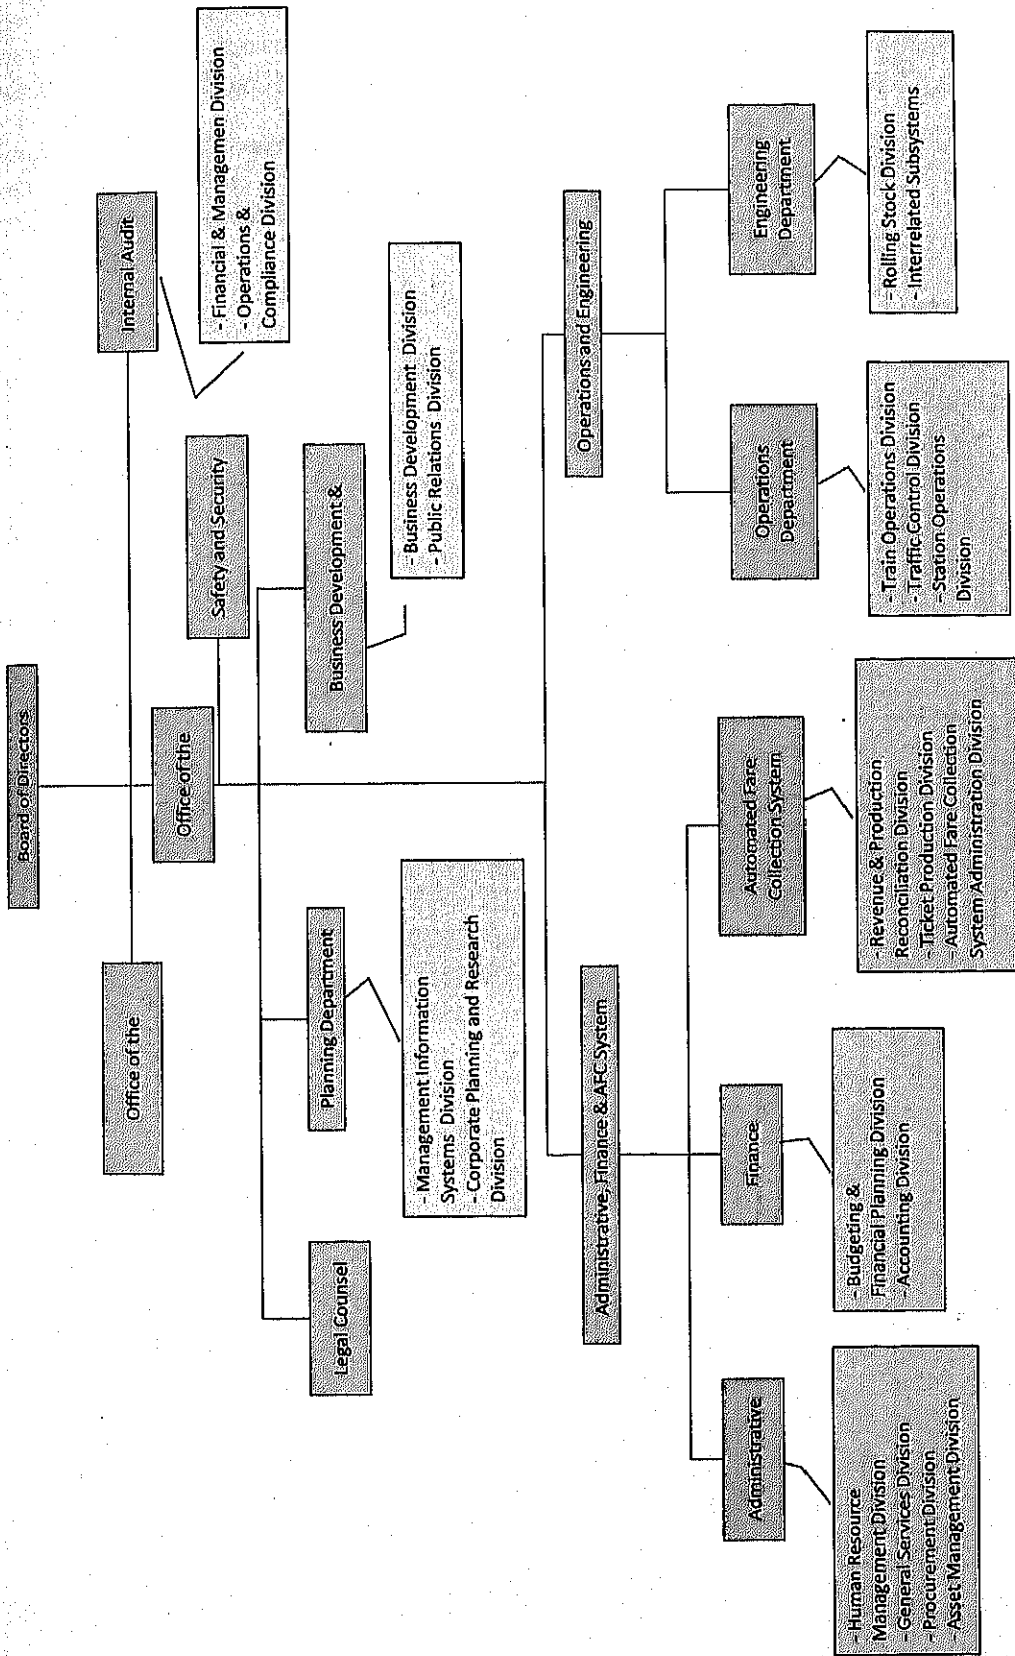 Board of Directors
Office of the
Internal Audit
- Financial & Managemen Division
- Operations &
Compliance Division
Office of the
Safety and Security
Legal Counsel
Planning Department
- Management Information
Systems Division
- Corporate Planning and Research
Division
Business Development &
- Business Development Division
- Public Relations Division
Administrative, Finance & AFC System
Operations and Engineering
Administrative
- Human Resource
Management Division
- General Services Division
- Procurement Division
- Asset Management Division
Finance
- Budgeting &
Financial Planning Division
- Accounting Division
Automated Fare
Collection System
- Revenue & Production
Reconciliation Division
- Ticket Production Division
- Automated Fare Collection
System Administration Division
Operations
Department
- Train Operations Division
- Traffic Control Division
- Station Operations
Division
Engineering
Department
- Rolling Stock Division
- Interrelated Subsystems